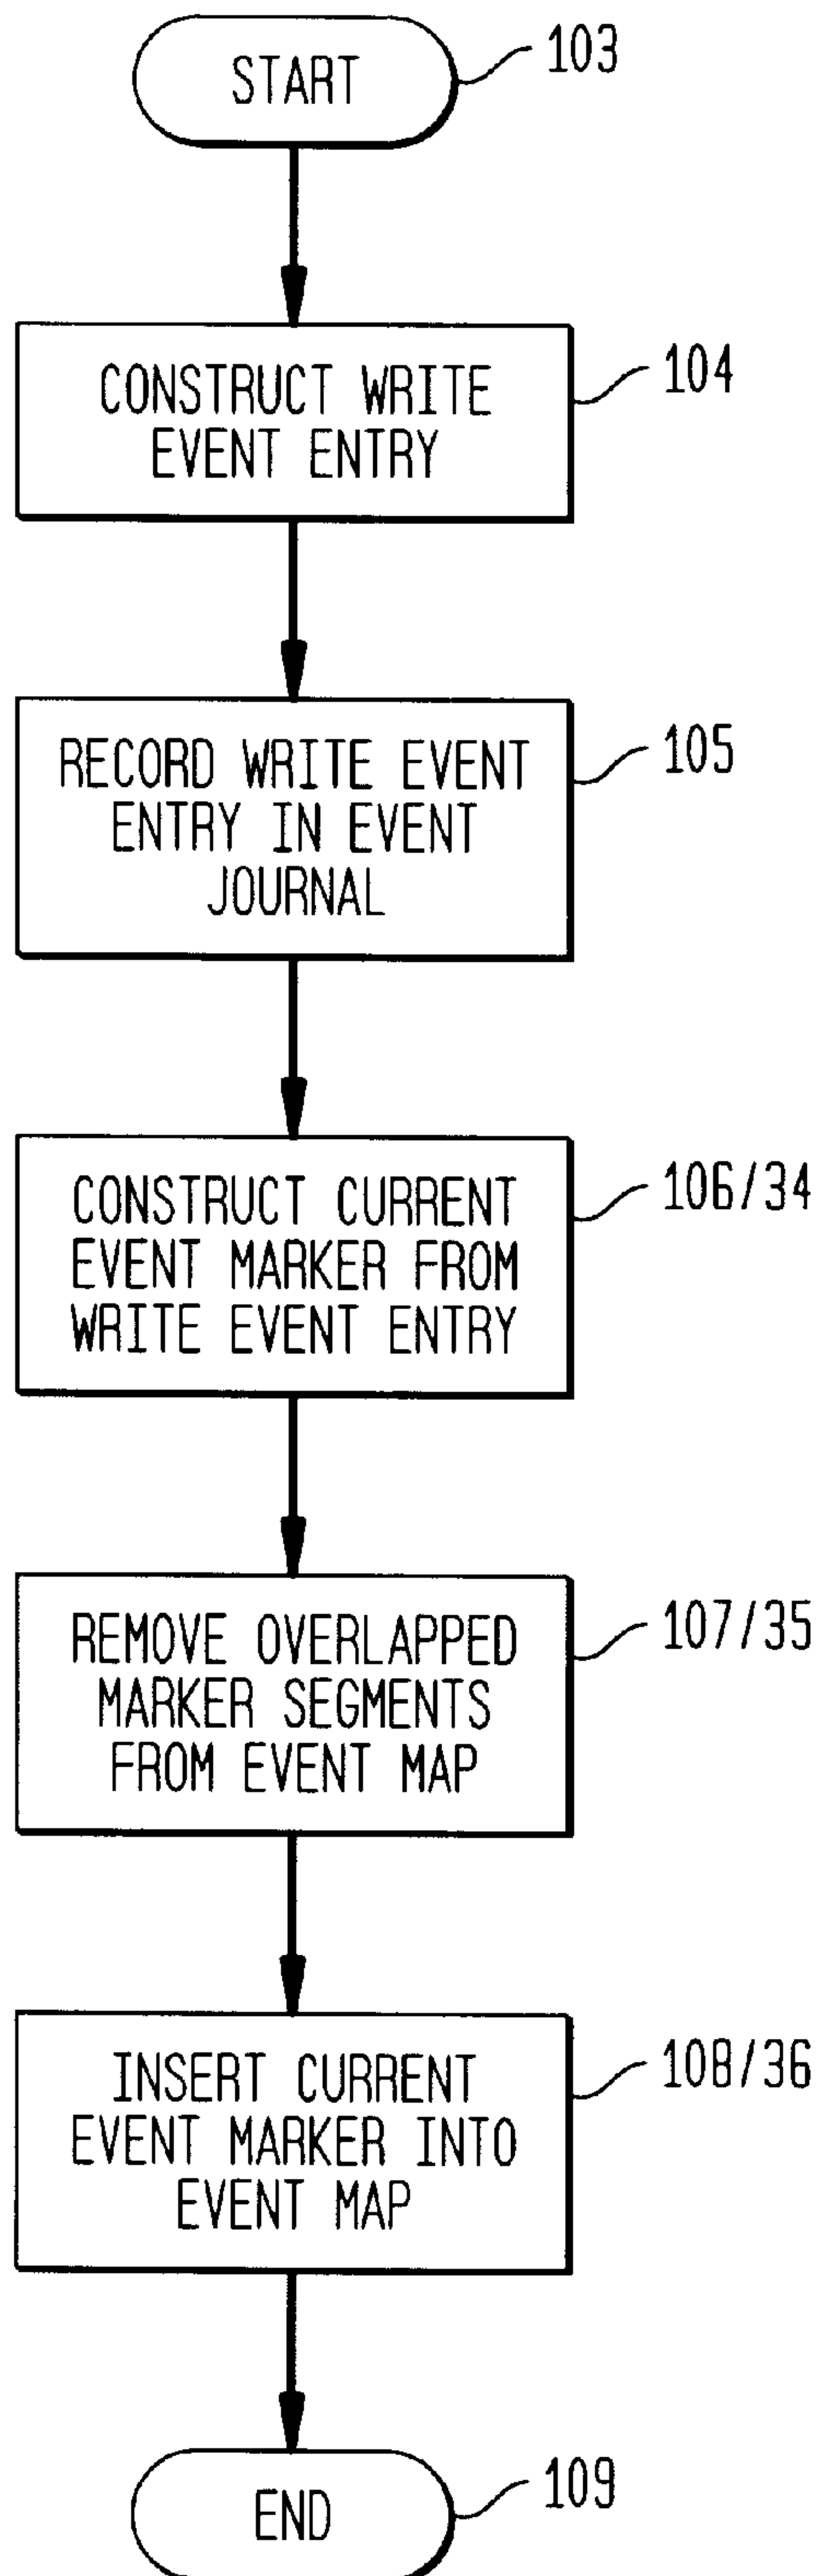 START
103
CONSTRUCT WRITE
EVENT ENTRY
104
RECORD WRITE EVENT
ENTRY IN EVENT
JOURNAL
105
CONSTRUCT CURRENT
EVENT MARKER FROM
WRITE EVENT ENTRY
106/34
REMOVE OVERLAPPED
MARKER SEGMENTS
FROM EVENT MAP
107/35
INSERT CURRENT
EVENT MARKER INTO
EVENT MAP
108/36
END
109